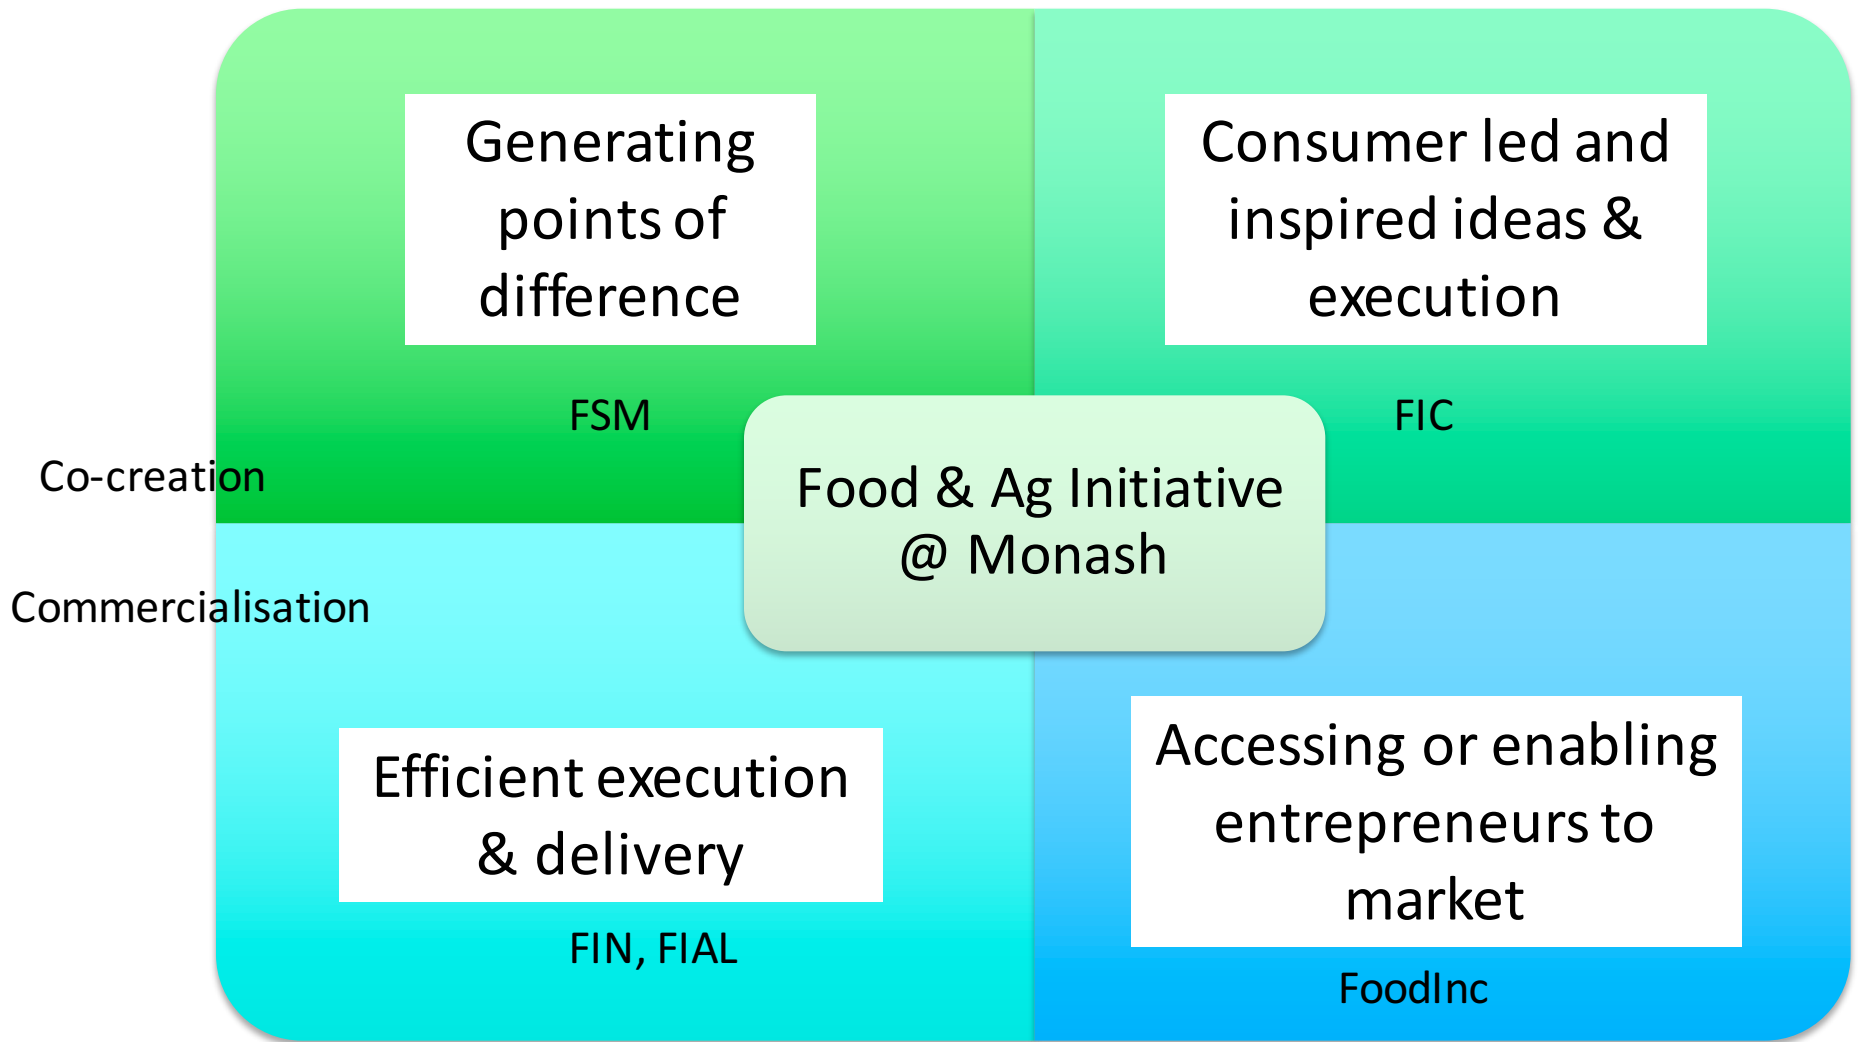 Generating
points of
difference
FSM
Consumer led and
inspired ideas &
execution
FIC
Co-creation
Food & Ag Initiative
@ Monash
Commercialisation
Efficient execution
& delivery
FIN, FIAL
Accessing or enabling
entrepreneurs to
market
FoodInc